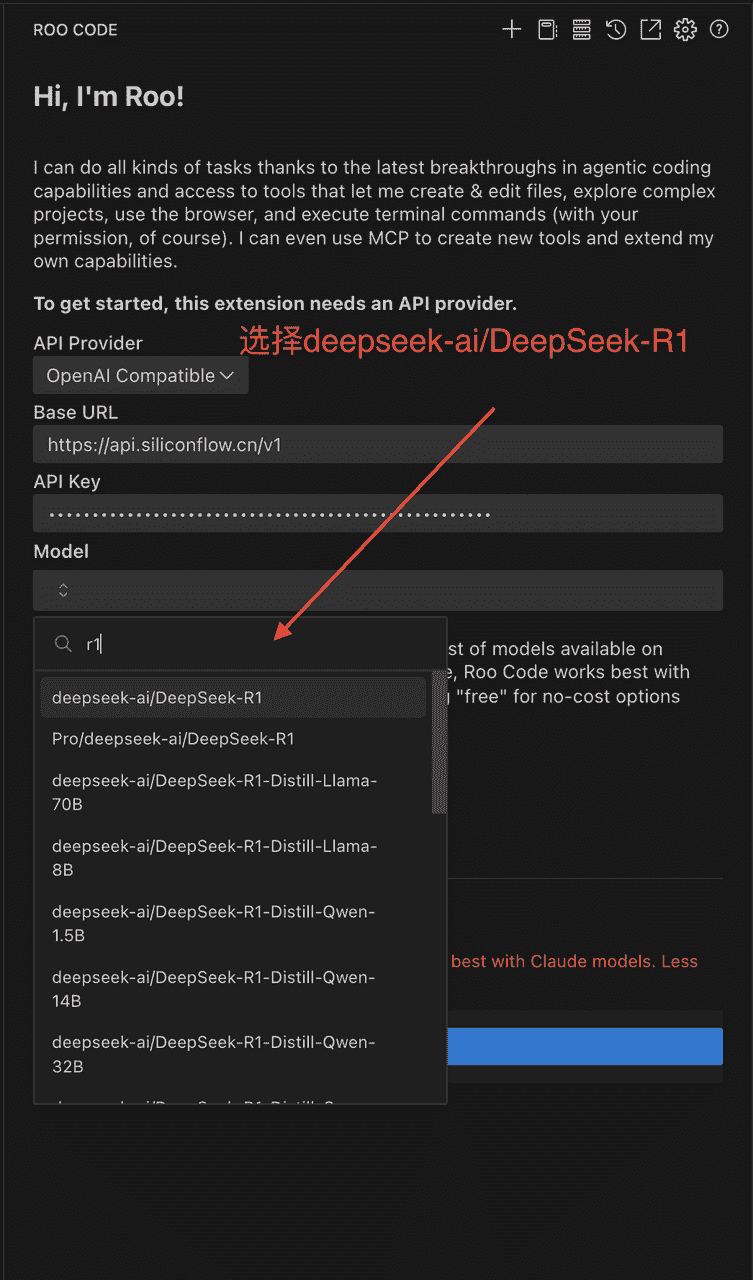 ROO CODE
Hi, I'm Roo!
I can do all kinds of tasks thanks to the latest breakthroughs in agentic coding
capabilities and access to tools that let me create & edit files, explore complex
projects, use the browser, and execute terminal commands (with your
permission, of course). I can even use MCP to create new tools and extend my
own capabilities.
To get started, this extension needs an API provider.
API Provider
选择deepseek-ai/DeepSeek-R1
OpenAI Compatible
Base URL
https://api.siliconflow.cn/v1
API Key
Model
r1
st of models available on
, Roo Code works best with
"free" for no-cost options
deepseek-ai/DeepSeek-R1
Pro/deepseek-ai/DeepSeek-R1
deepseek-ai/DeepSeek-R1-Distill-Llama-
70B
deepseek-ai/DeepSeek-R1-Distill-Llama-
8B
deepseek-ai/DeepSeek-R1-Distill-Qwen-
1.5B
deepseek-ai/DeepSeek-R1-Distill-Qwen-
14B
best with Claude models. Less
deepseek-ai/DeepSeek-R1-Distill-Qwen-
32B